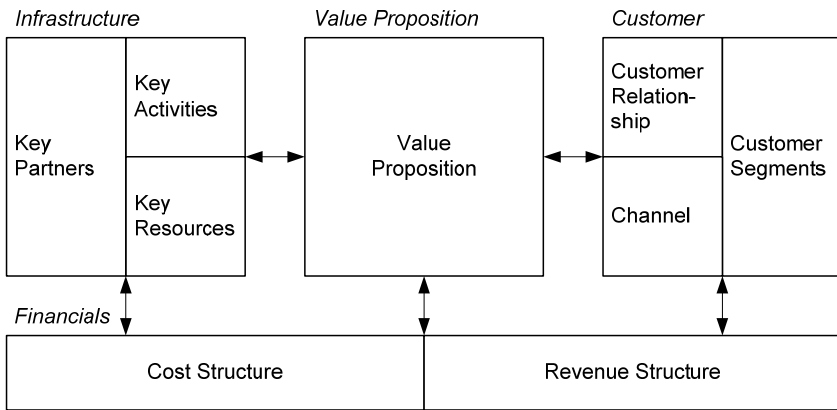 Infrastructure
Value Proposition
Customer
Key
Partners
Key
Activities
Key
Resources
Value
Proposition
Customer
Relation-
ship
Channel
Customer
Segments
Financials
Cost Structure
Revenue Structure